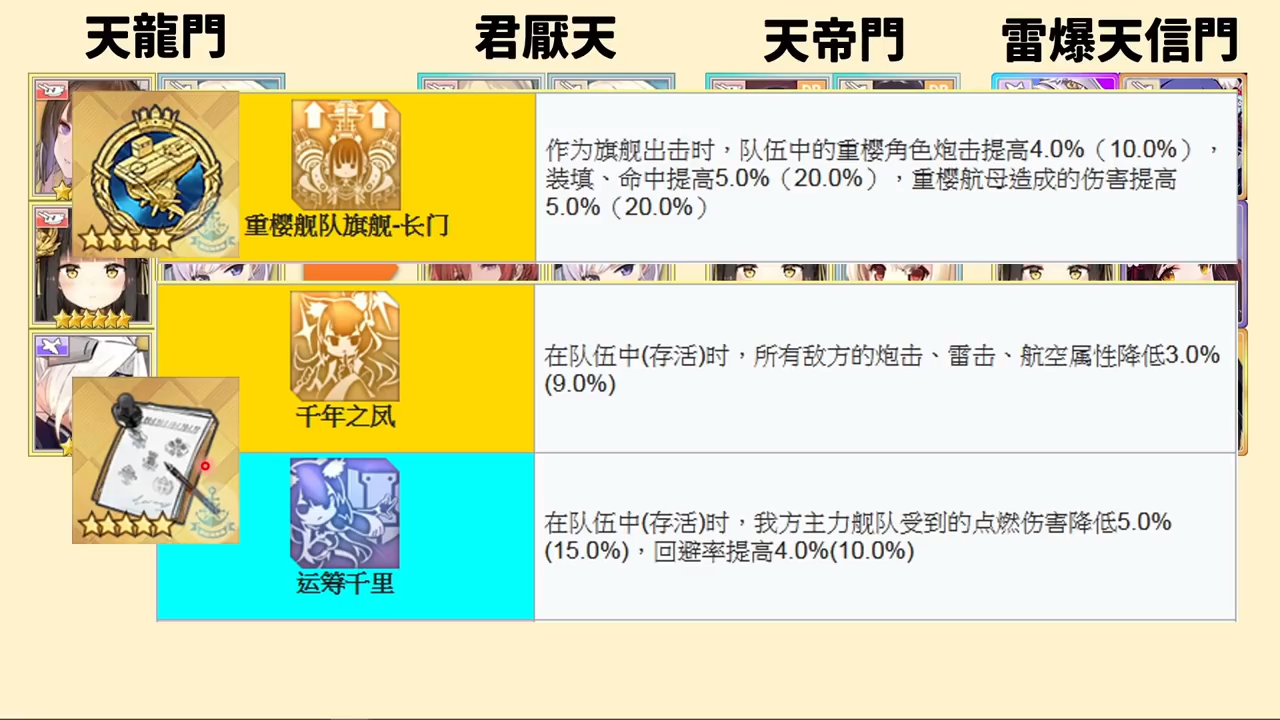 天龍門 君厭天 天帝門 雷爆天信門
作为旗舰出击时，队伍中的重樱角色炮击提高4.0%（10.0%），
装填、命中提高5.0%（20.0%），重樱航母造成的伤害提高
5.0%（20.0%）
重樱舰队旗舰-长门
在队伍中(存活)时，所有敌方的炮击、雷击、航空属性降低3.0%
(9.0%)
千年之凤
在队伍中(存活)时，我方主力舰队受到的点燃伤害降低5.0%
(15.0%)，回避率提高4.0%(10.0%)
运筹千里